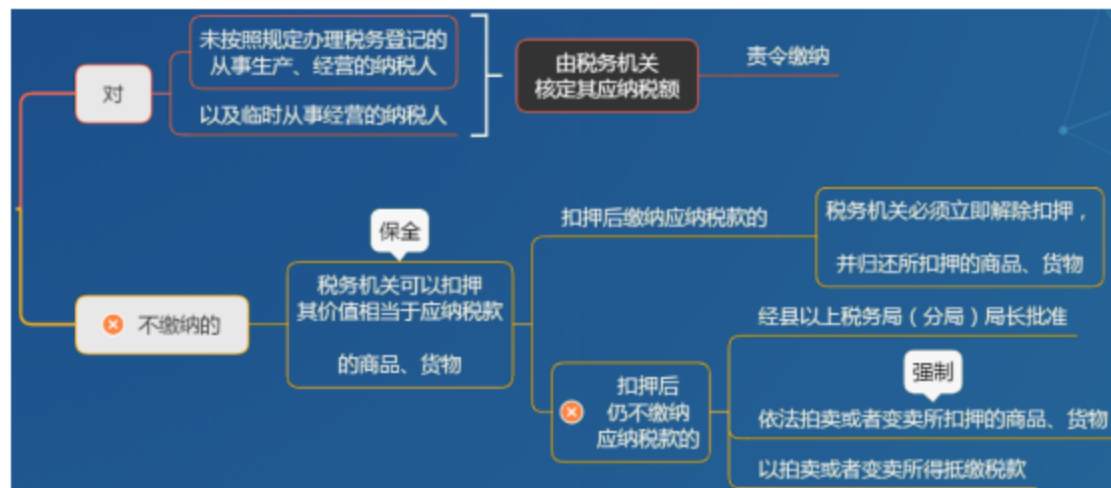 对
未按照规定办理税务登记的
从事生产、经营的纳税人
以及临时从事经营的纳税人
由税务机关
核定其应纳税额
责令缴纳
不缴纳的
保全
税务机关可以扣押
其价值相当于应纳税款
的商品、货物
扣押后缴纳应纳税款的
税务机关必须立即解除扣押，
并归还所扣押的商品、货物
扣押后
仍不缴纳
应纳税款的
经县以上税务局（分局）局长批准
强制
依法拍卖或者变卖所扣押的商品、货物
以拍卖或者变卖所得抵缴税款